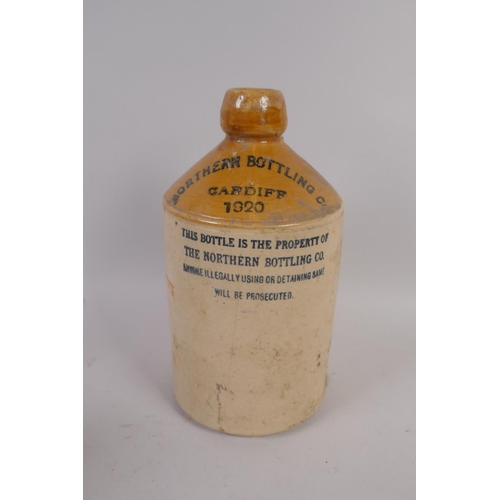 NORTHERN BOTTLING CO
CARDIFF
1920
THIS BOTTLE IS THE PROPERTY OF
THE NORTHERN BOTTLING CO.
ANYONE ILLEGALLY USING OR DETAINING SAME
WILL BE PROSECUTED.